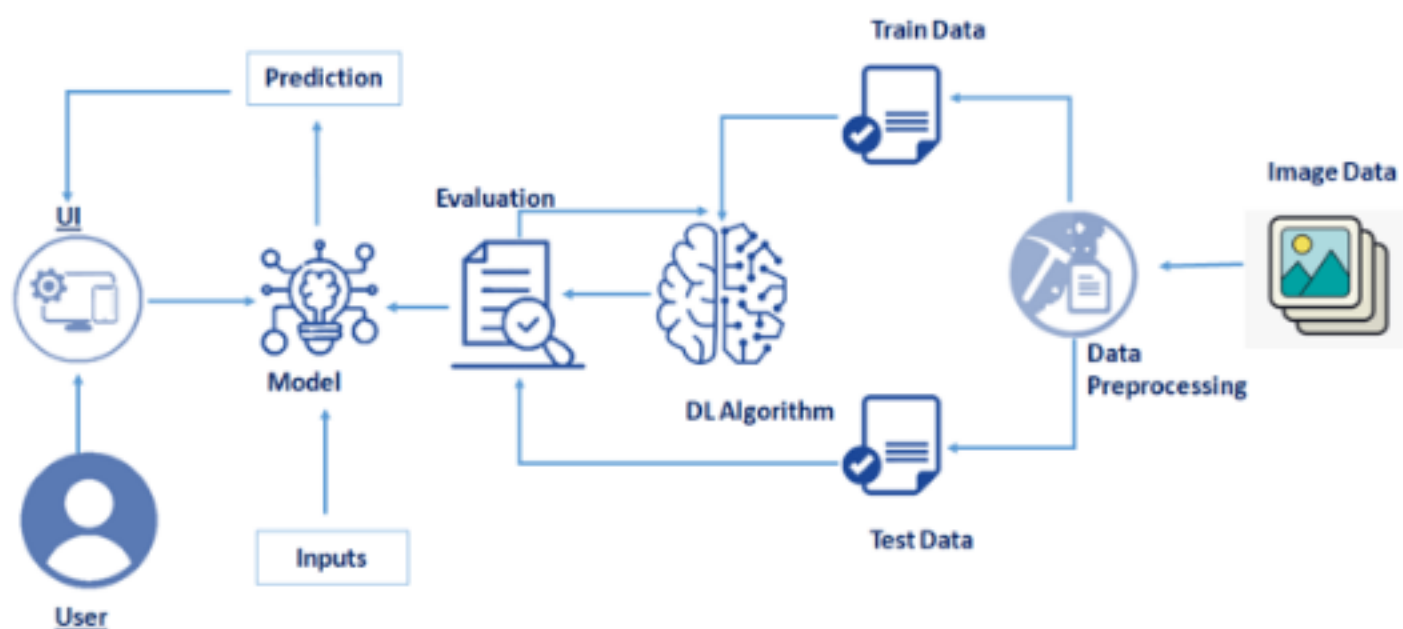 Train Data
Prediction
Image Data
Evaluation
UI
Data
Preprocessing
Model
DL Algorithm
Test Data
Inputs
User